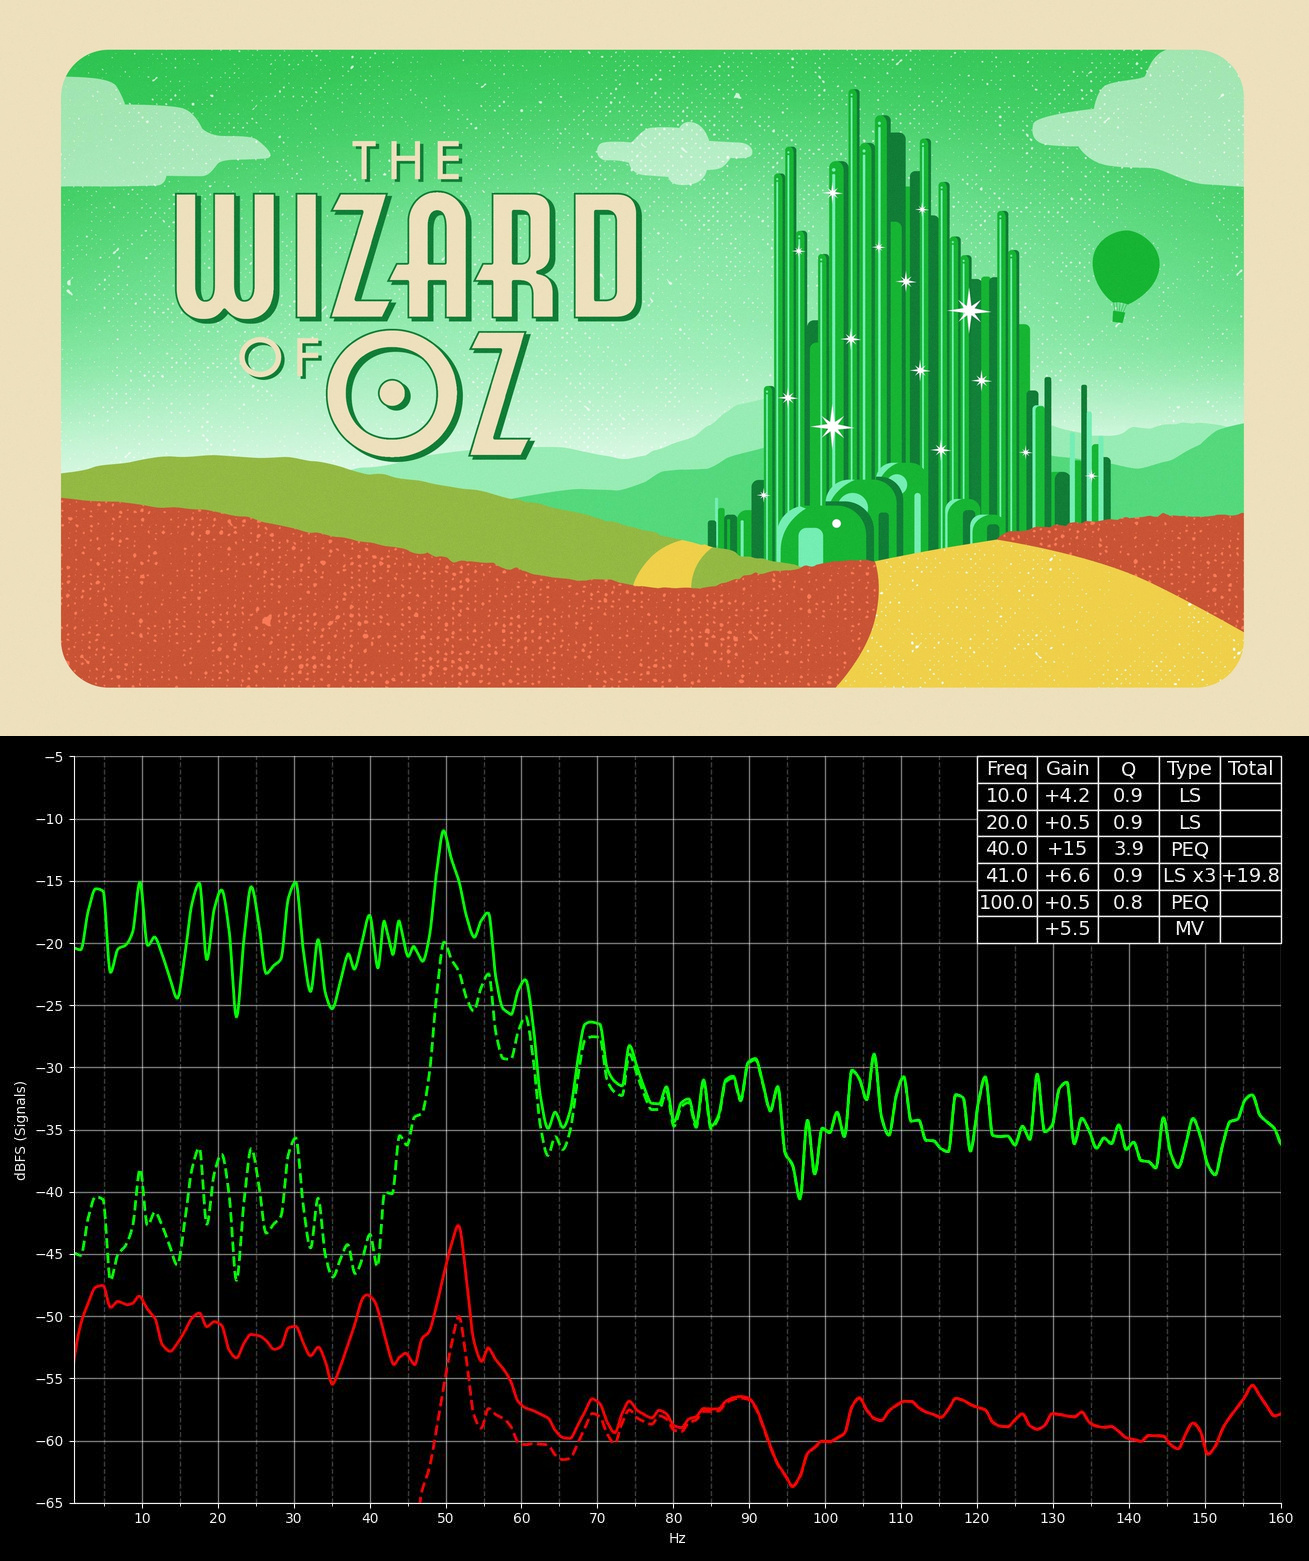 THE
WIZARD
OF OZ
Freq Gain Q Type Total
10.0 +4.2 0.9 LS
20.0 +0.5 0.9 LS
40.0 +15 3.9 PEQ
41.0 +6.6 0.9 LS x3 +19.8
100.0 +0.5 0.8 PEQ
+5.5 MV
−5
−10
−15
−20
−25
−30
−35
−40
−45
−50
−55
−60
−65
dBFS (Signals)
10 20 30 40 50 60 70 80 90 100 110 120 130 140 150 160
Hz